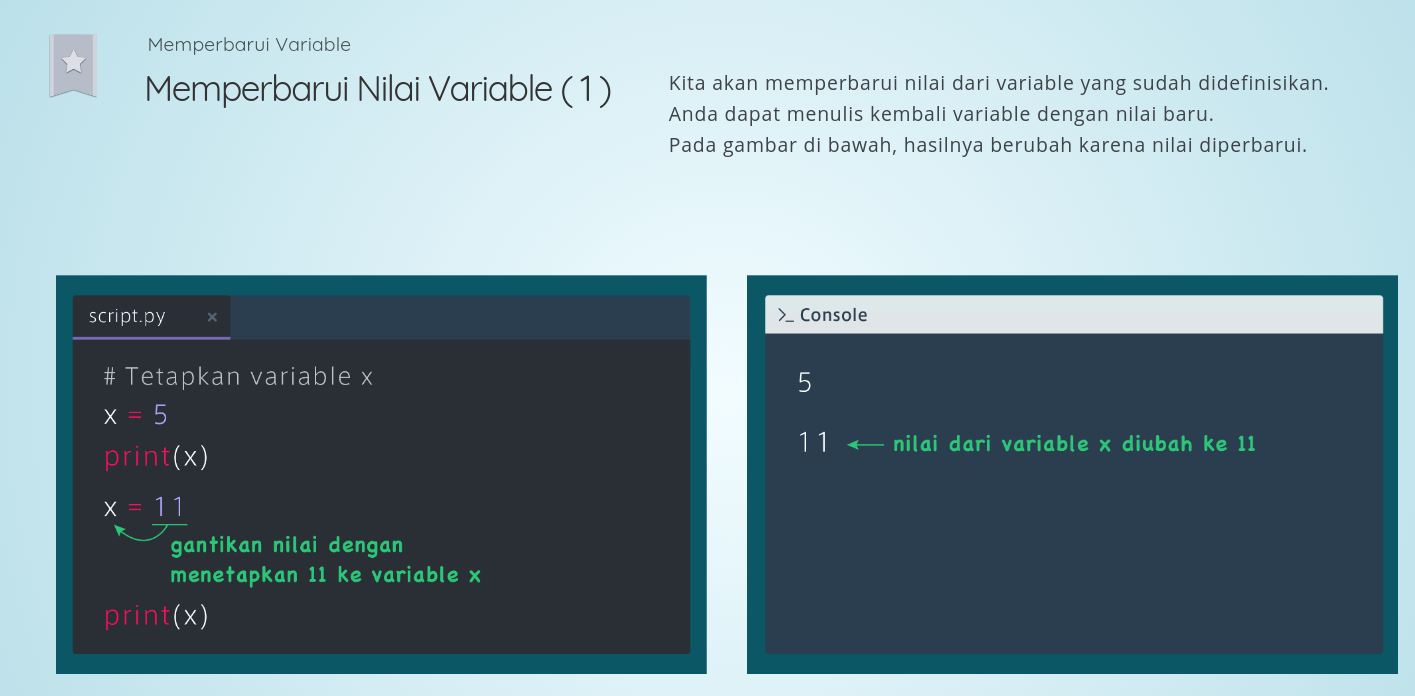 Memperbarui Variable
Memperbarui Nilai Variable (1)
Kita akan memperbarui nilai dari variable yang sudah didefinisikan.
Anda dapat menulis kembali variable dengan nilai baru.
Pada gambar di bawah, hasilnya berubah karena nilai diperbarui.
script.py ×
# Tetapkan variable x
x = 5
print(x)
x = 11
gantikan nilai dengan
menetapkan 11 ke variable x
print(x)
>_ Console
5
11 ← nilai dari variable x diubah ke 11